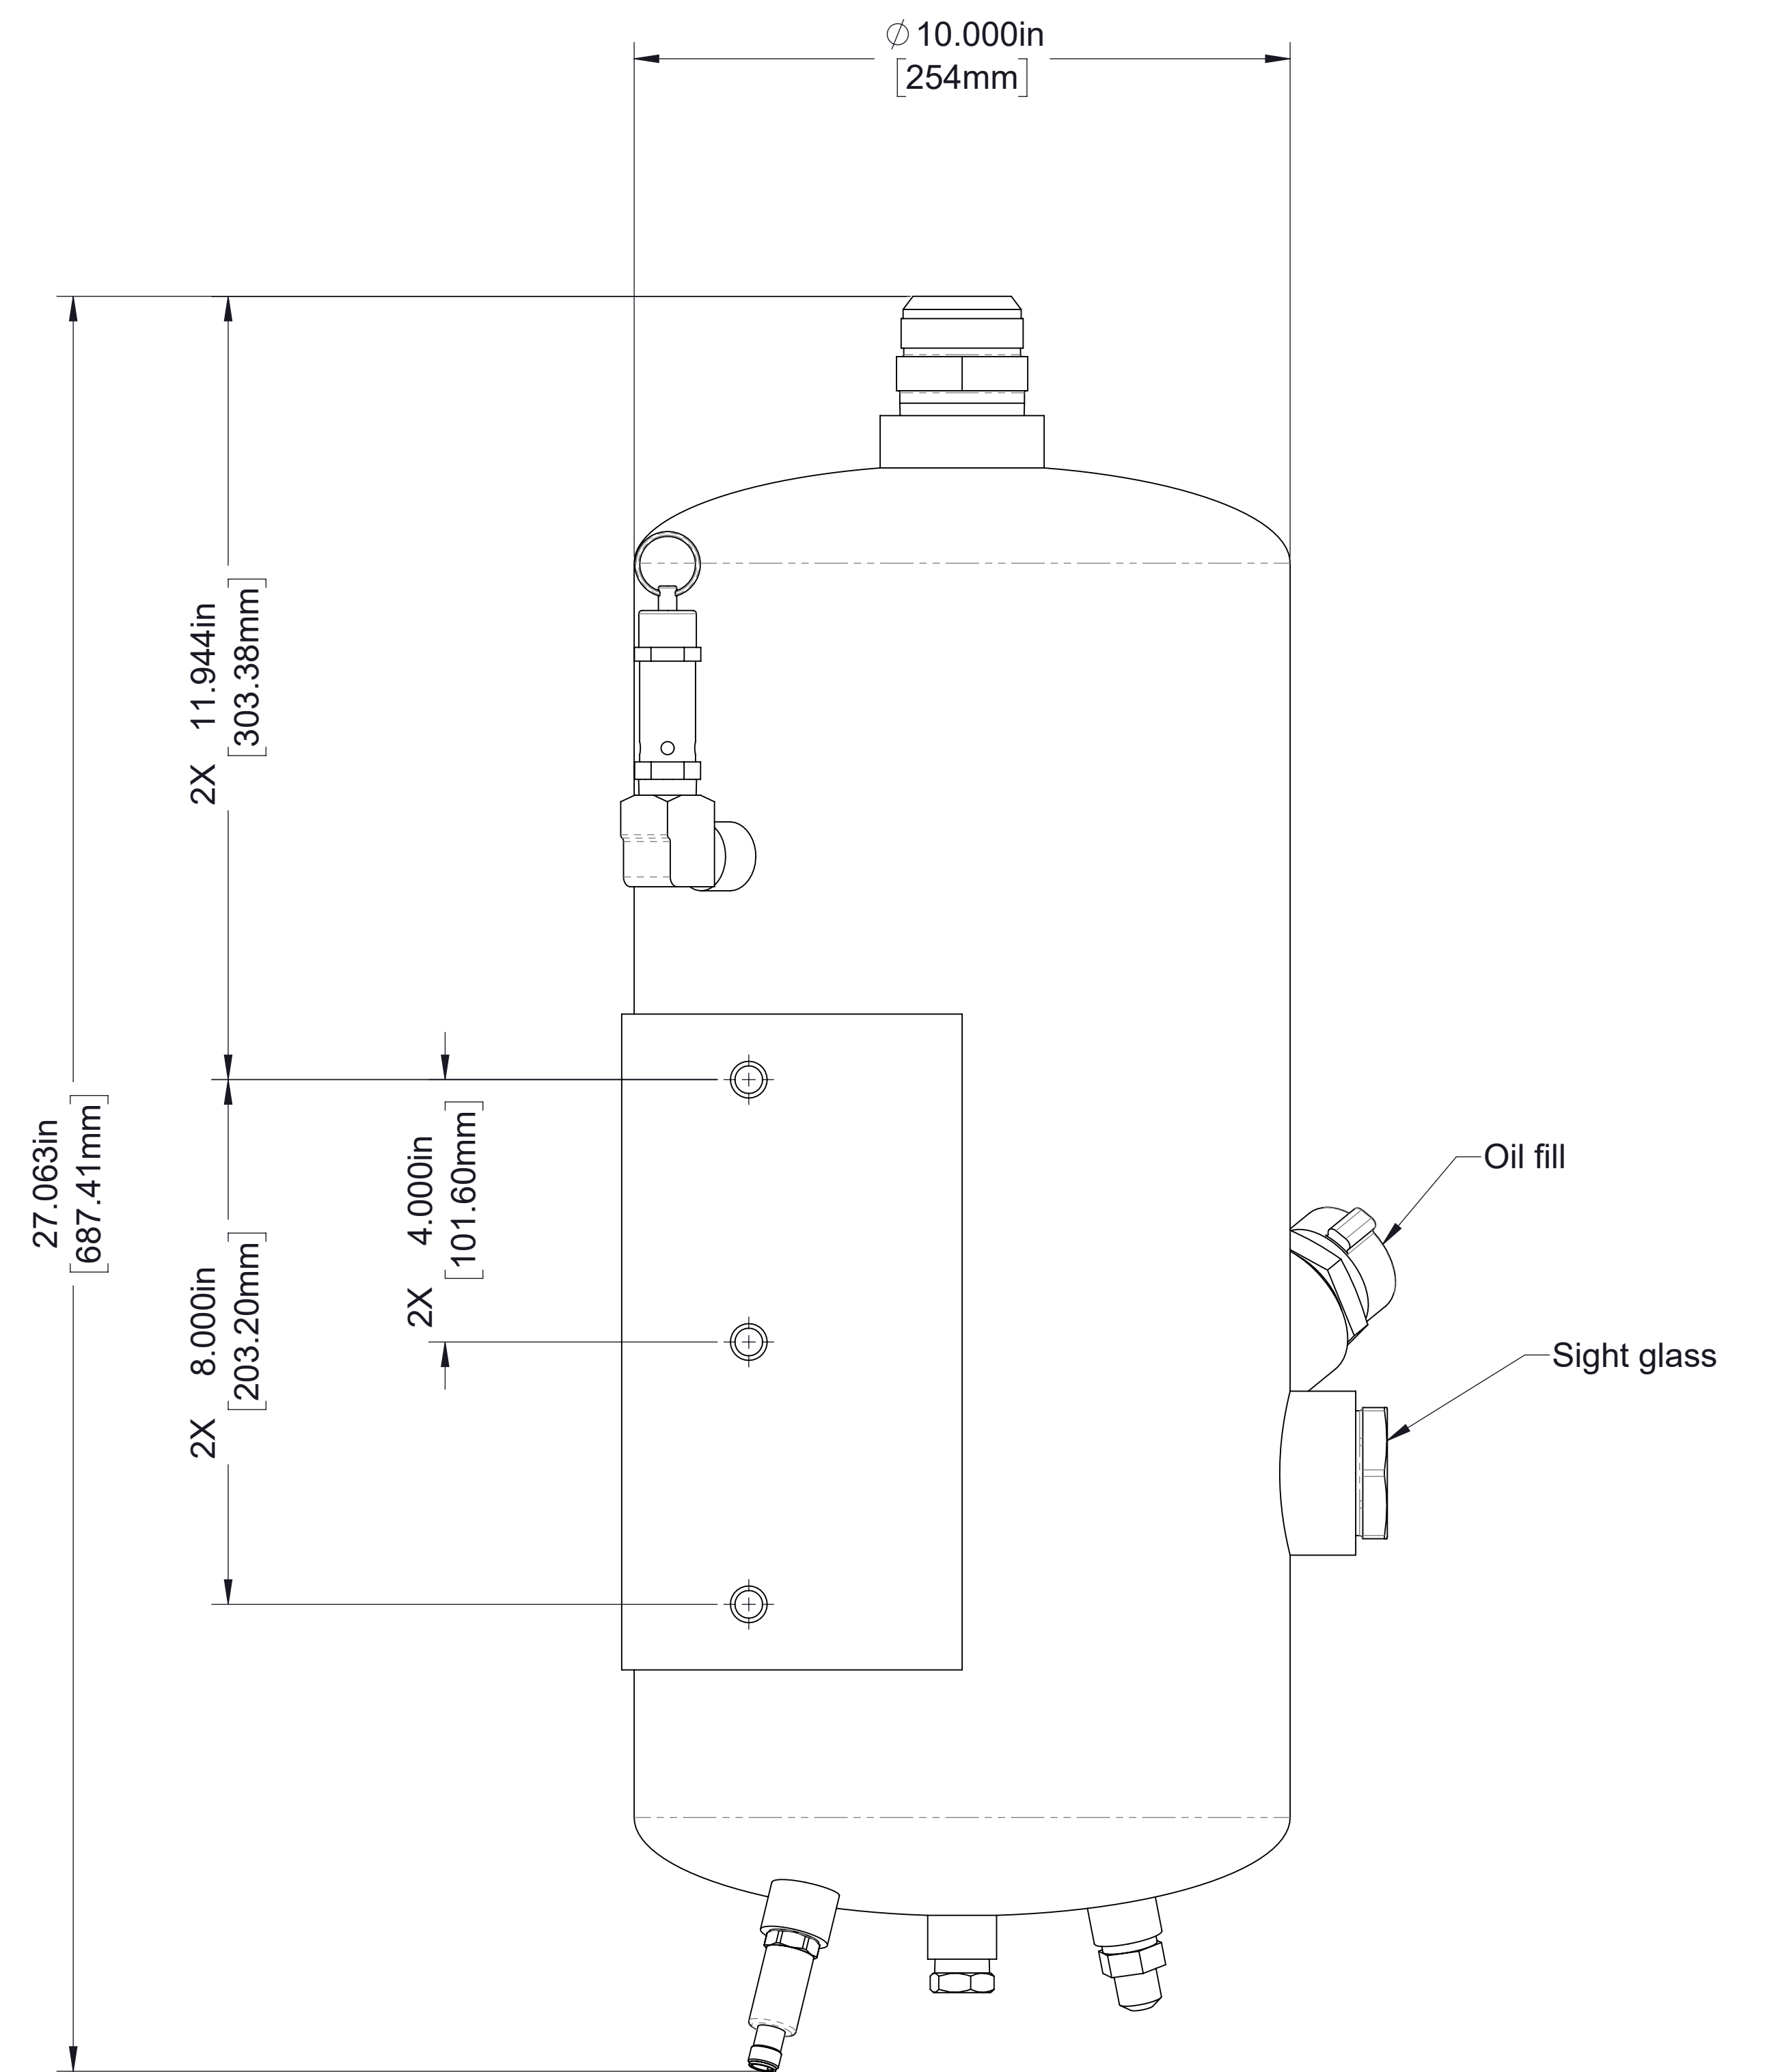 ⌀10.000in
[254mm]
2X 11.944in
[303.38mm]
27.063in
[687.41mm]
2X 4.000in
[101.60mm]
2X 8.000in
[203.20mm]
Oil fill
Sight glass